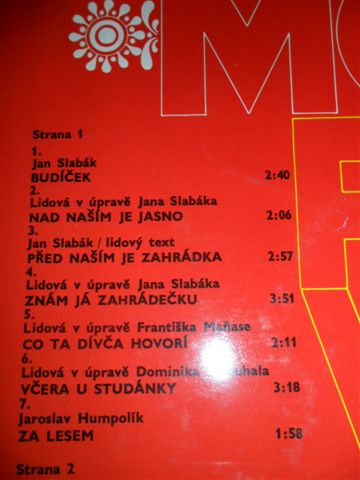 MO
Strana 1
1.
Jan Slabák
BUDÍČEK 2:40
2.
Lidová v úpravě Jana Slabáka
NAD NAŠÍM JE JASNO 2:06
3.
Jan Slabák/lidový text
PŘED NAŠÍM JE ZAHRÁDKA 2:57
4.
Lidová v úpravě Jana Slabáka
ZNÁM JÁ ZAHRÁDEČKU 3:51
5.
Lidová v úpravě Františka Maňase
CO TA DÍVČA HOVORÍ 2:11
6.
Lidová v úpravě Dominika
VČERA U STUDÁNKY 3:18
7.
Jaroslav Humpolík
ZA LESEM 1:58
Strana 2